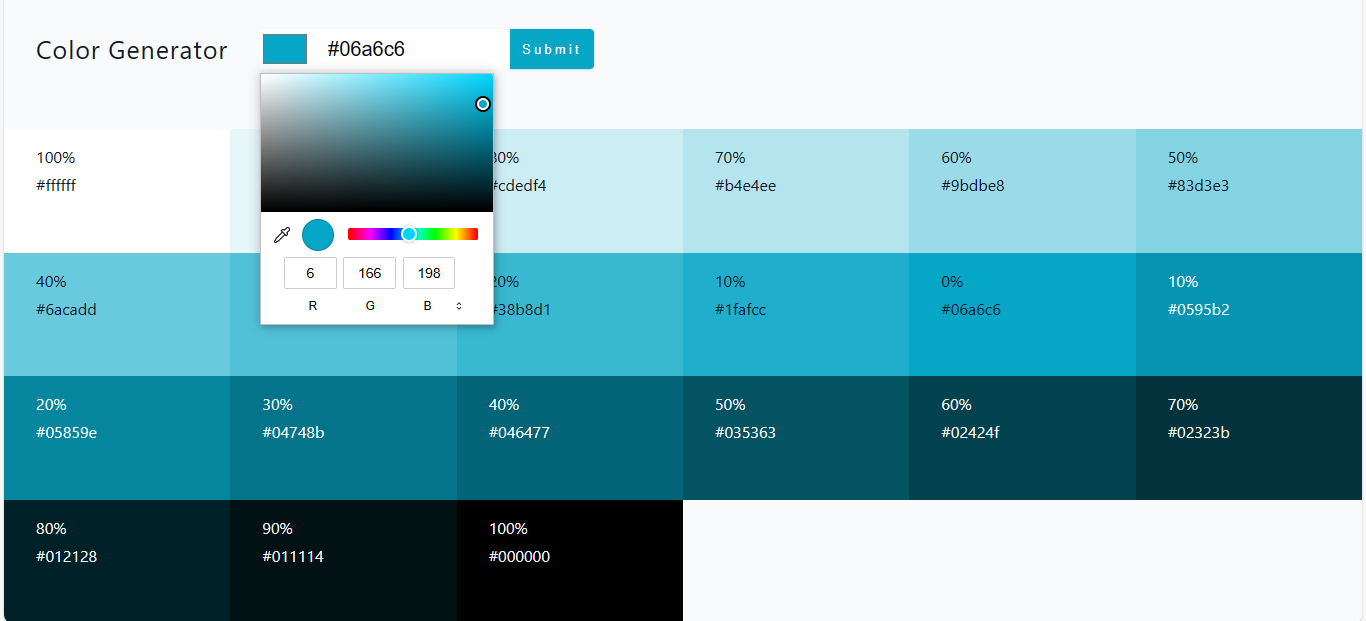 Color Generator
#06a6c6
Submit
6 166 198
R G B
100%
#ffffff
#cdedf4
70%
#b4e4ee
60%
#9bdbe8
50%
#83d3e3
40%
#6acadd
#38b8d1
10%
#1fafcc
0%
#06a6c6
10%
#0595b2
20%
#05859e
30%
#04748b
40%
#046477
50%
#035363
60%
#02424f
70%
#02323b
80%
#012128
90%
#011114
100%
#000000